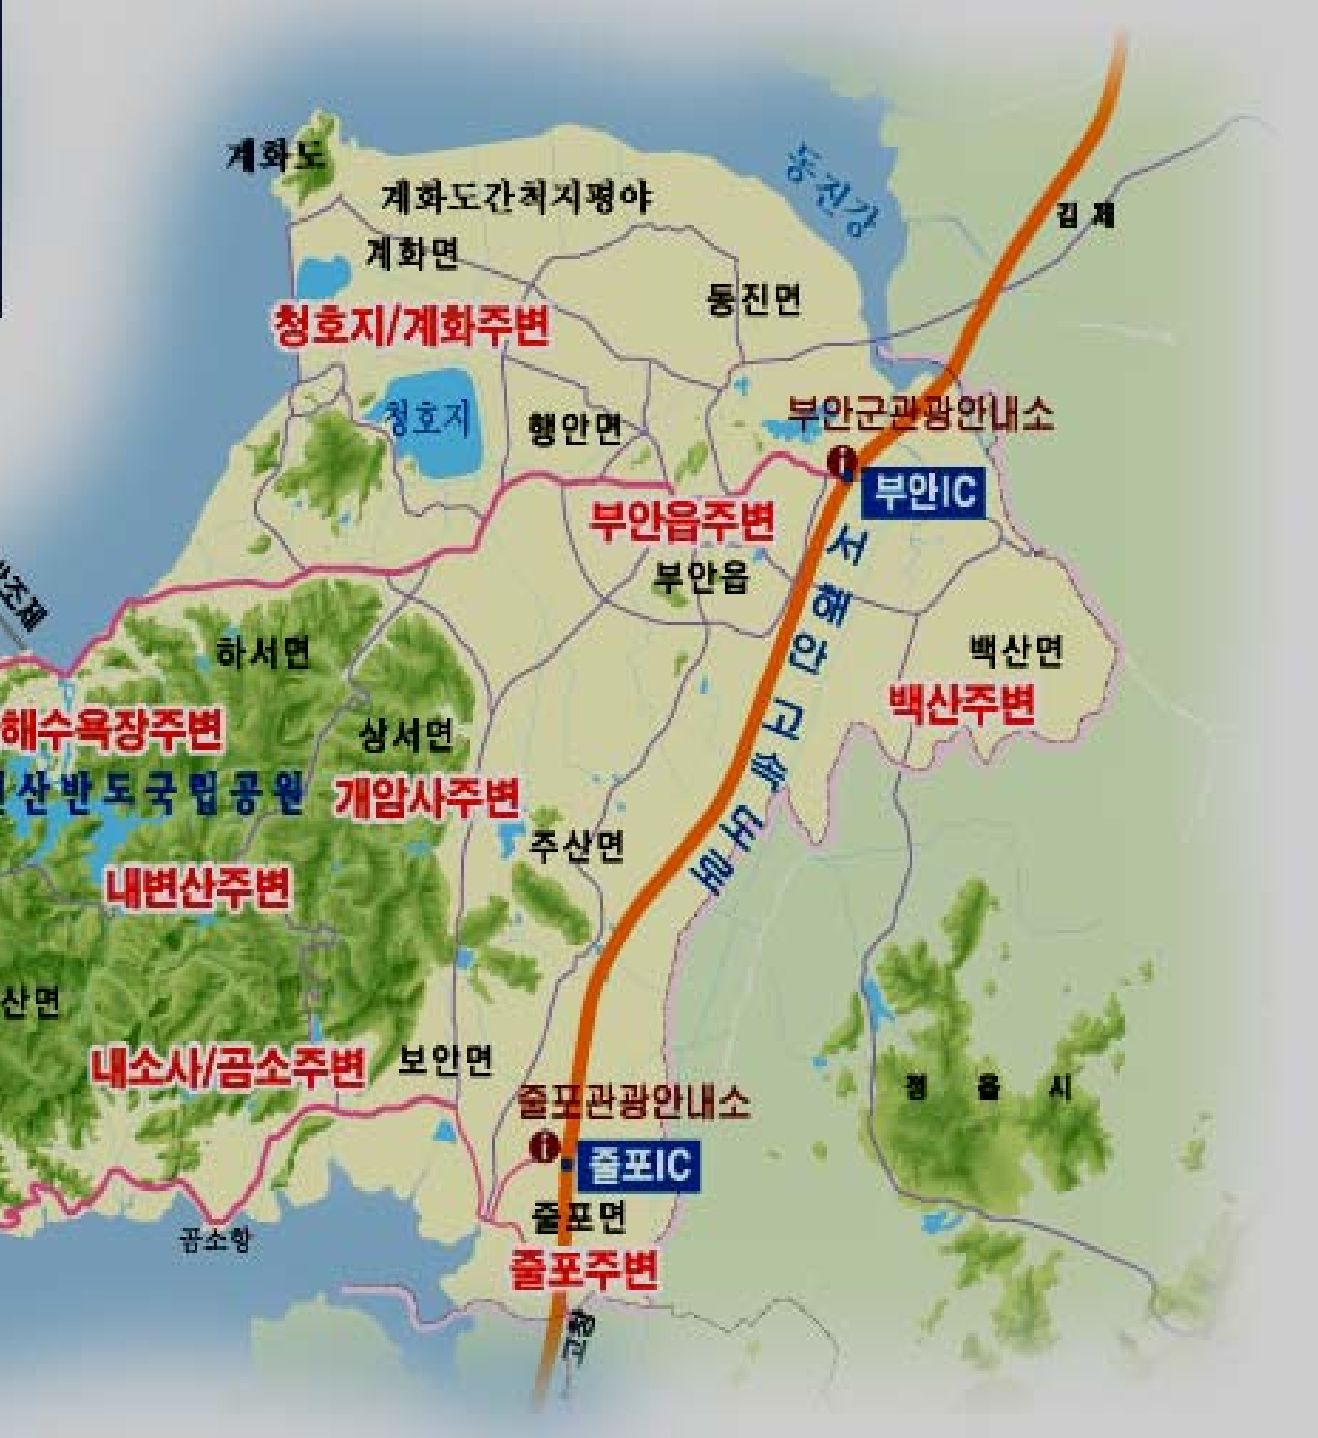 계화도
계화도간척지평야
동진강
김제
계화면
동진면
청호지/계화주변
청호지
행안면
부안군관광안내소
부안IC
부안읍주변
부안읍
서해안고속도로
백산면
백산주변
하서면
해수욕장주변
상서면
산반도국립공원
개암사주변
주산면
내변산주변
산면
내소사/곰소주변
보안면
줄포관광안내소
줄포IC
정읍시
줄포면
곰소항
줄포주변
고창